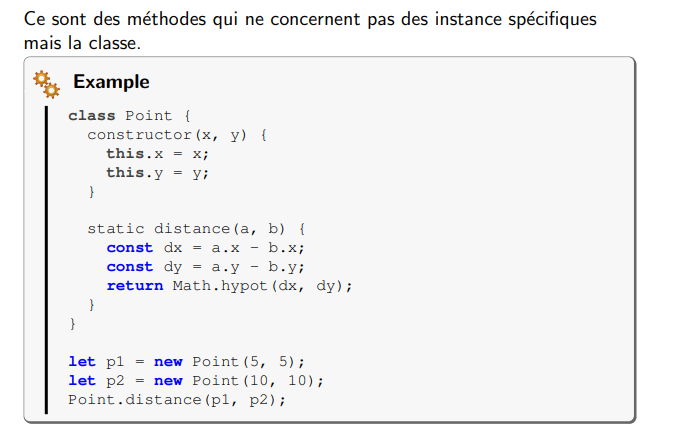 Ce sont des méthodes qui ne concernent pas des instance spécifiques
mais la classe.
Example
class Point {
  constructor(x, y) {
    this.x = x;
    this.y = y;
  }

  static distance(a, b) {
    const dx = a.x - b.x;
    const dy = a.y - b.y;
    return Math.hypot(dx, dy);
  }
}

let p1 = new Point(5, 5);
let p2 = new Point(10, 10);
Point.distance(p1, p2);